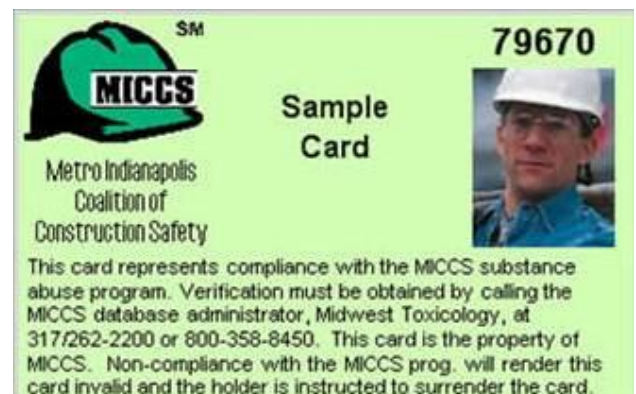 SM
79670
MICCS
Sample
Card
Metro Indianapolis
Coalition of
Construction Safety
This card represents compliance with the MICCS substance
abuse program. Verification must be obtained by calling the
MICCS database administrator, Midwest Toxicology, at
317/262-2200 or 800-358-8450. This card is the property of
MICCS. Non-compliance with the MICCS prog. will render this
card invalid and the holder is instructed to surrender the card.